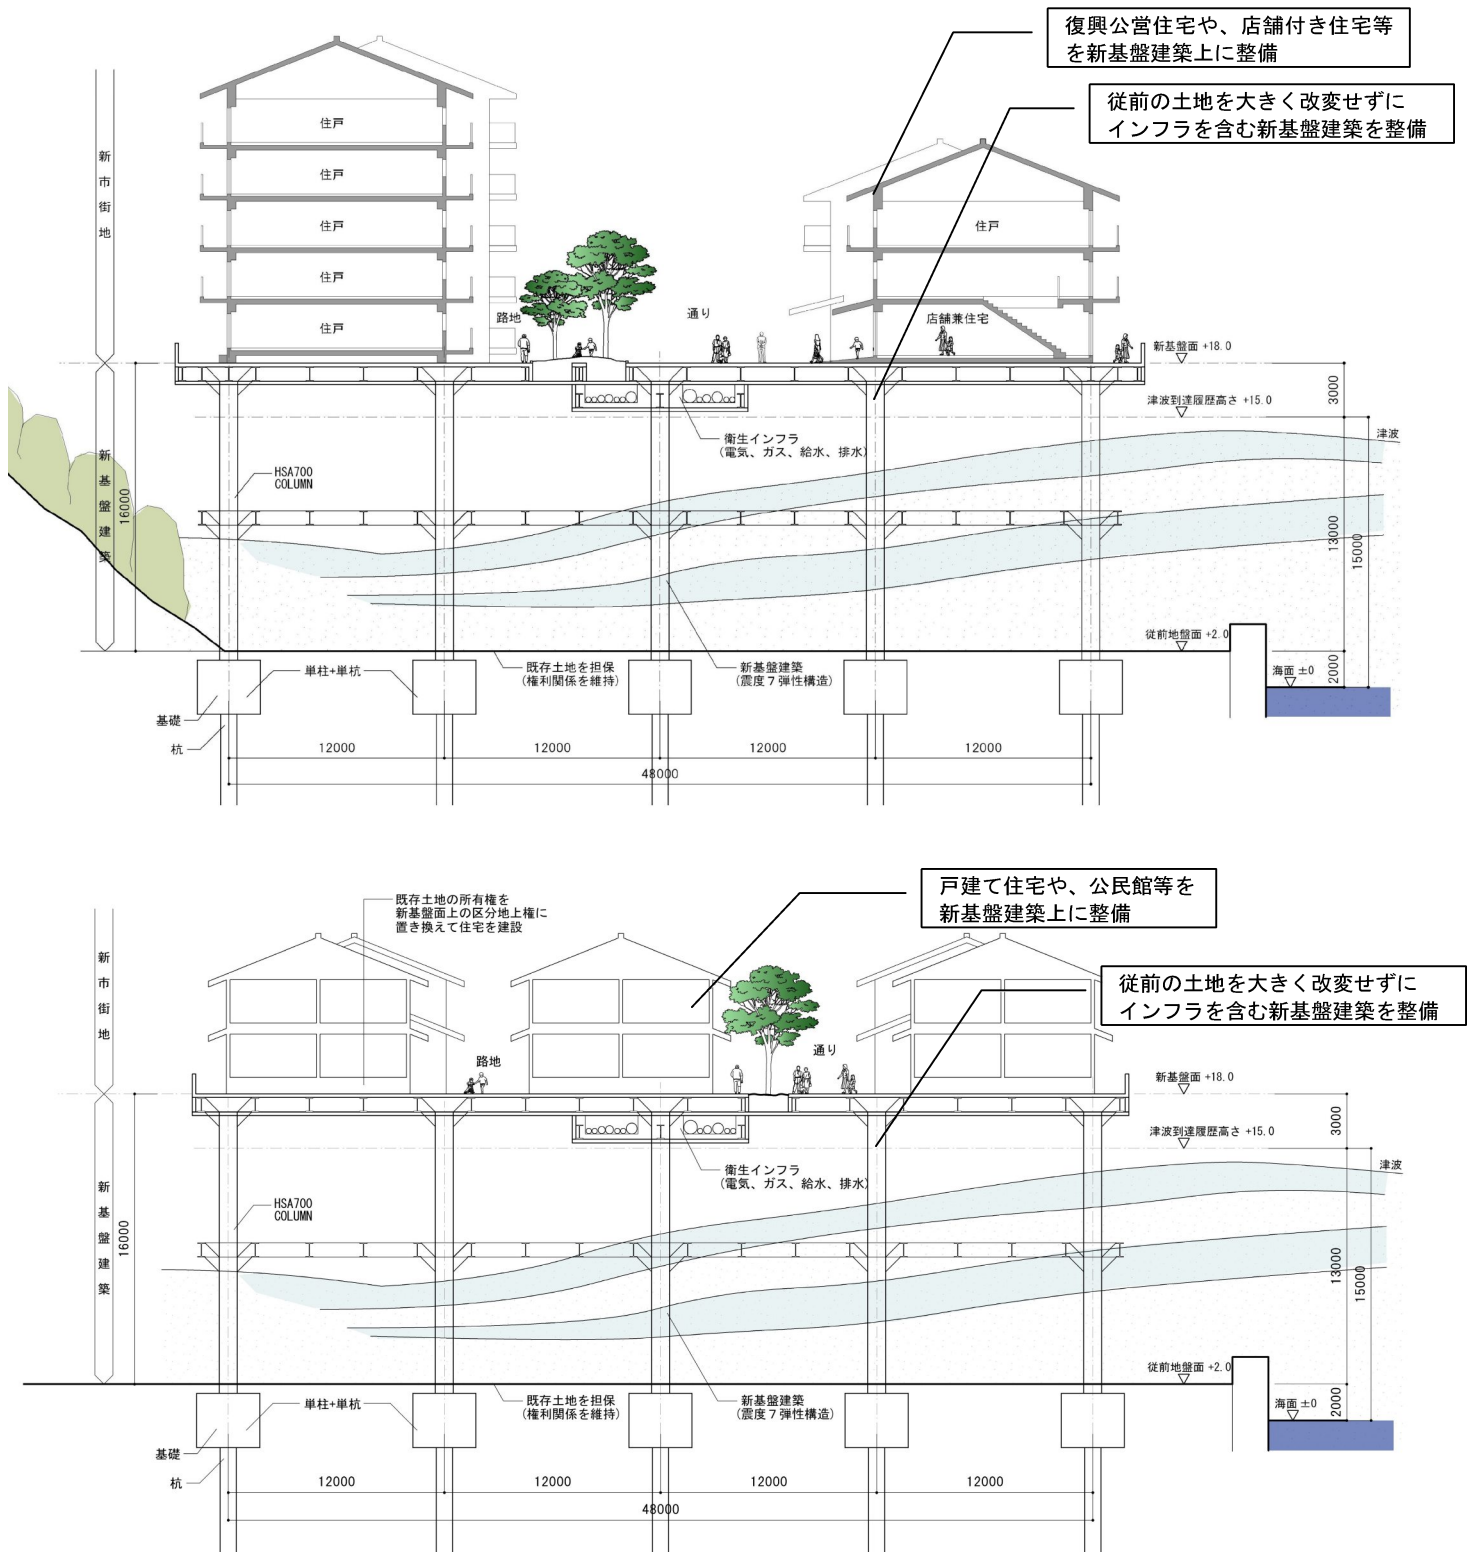 復興公営住宅や、店舗付き住宅等
を新基盤建築上に整備
従前の土地を大きく改変せずに
インフラを含む新基盤建築を整備
新市街地
住戸
住戸
住戸
住戸
住戸
住戸
路地
通り
店舗兼住宅
新基盤面 +18.0
津波到達履歴高さ +15.0
3000
津波
衛生インフラ
(電気、ガス、給水、排水)
HSA700
COLUMN
新基盤建築
16000
13000
15000
従前地盤面 +2.0
海面 ±0
2000
単柱+単杭
既存土地を担保
(権利関係を維持)
新基盤建築
(震度7弾性構造)
基礎
杭
12000
12000
12000
12000
48000
戸建て住宅や、公民館等を
新基盤建築上に整備
既存土地の所有権を
新基盤面上の区分地上権に
置き換えて住宅を建設
従前の土地を大きく改変せずに
インフラを含む新基盤建築を整備
新市街地
路地
通り
新基盤面 +18.0
津波到達履歴高さ +15.0
3000
津波
衛生インフラ
(電気、ガス、給水、排水)
HSA700
COLUMN
新基盤建築
16000
13000
15000
従前地盤面 +2.0
海面 ±0
2000
単柱+単杭
既存土地を担保
(権利関係を維持)
新基盤建築
(震度7弾性構造)
基礎
杭
12000
12000
12000
12000
48000